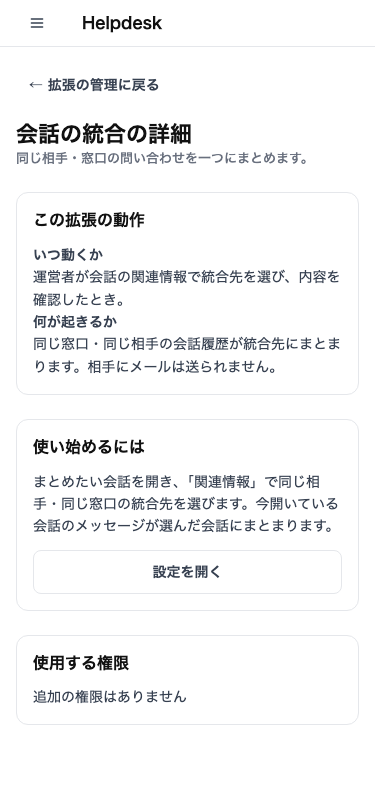 Helpdesk
← 拡張の管理に戻る
会話の統合の詳細
同じ相手・窓口の問い合わせを一つにまとめます。
この拡張の動作
いつ動くか
運営者が会話の関連情報で統合先を選び、内容を
確認したとき。
何が起きるか
同じ窓口・同じ相手の会話履歴が統合先にまとま
ります。相手にメールは送られません。
使い始めるには
まとめたい会話を開き、「関連情報」で同じ相
手・同じ窓口の統合先を選びます。今開いている
会話のメッセージが選んだ会話にまとまります。
設定を開く
使用する権限
追加の権限はありません